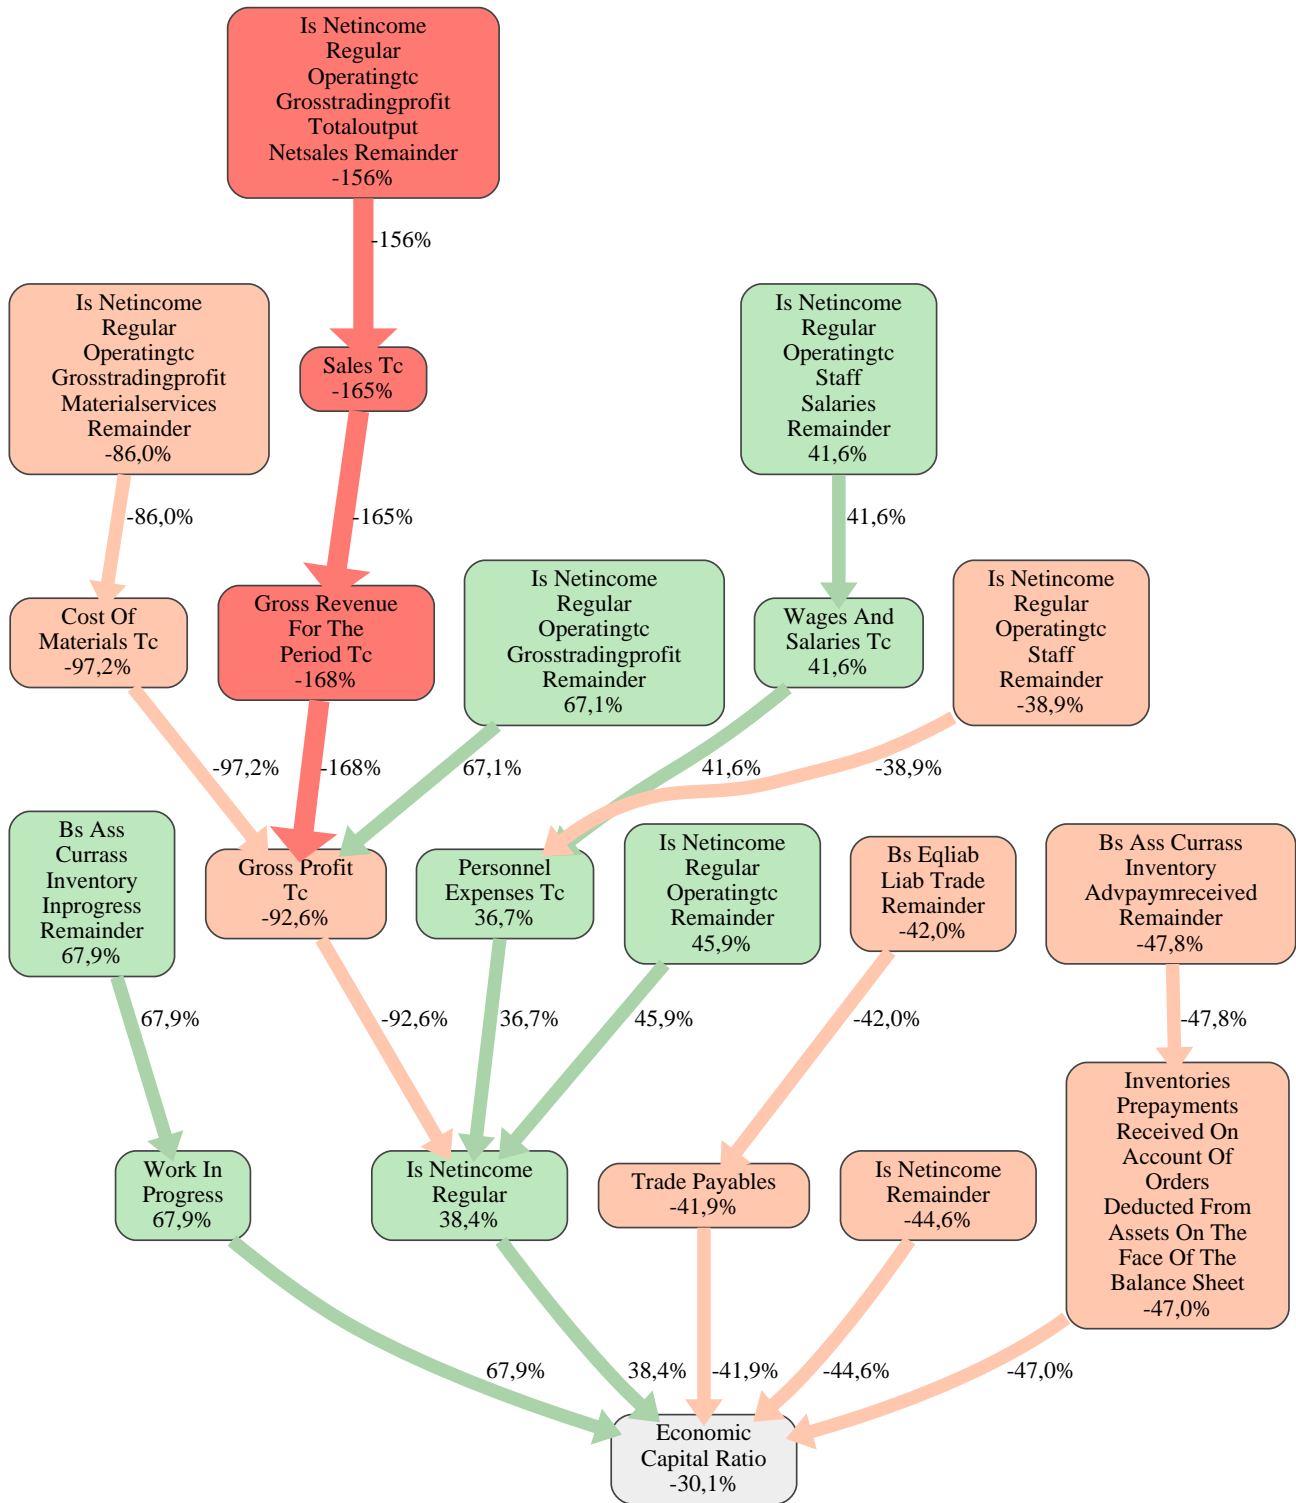 Is Netincome
Regular
Operatingtc
Grosstradingprofit
Totaloutput
Netsales Remainder
-156%
-156%
Is Netincome
Regular
Operatingtc
Grosstradingprofit
Materialservices
Remainder
-86,0%
Sales Tc
-165%
Is Netincome
Regular
Operatingtc
Staff
Salaries
Remainder
41,6%
-86,0%
-165%
41,6%
Cost Of
Materials Tc
-97,2%
Gross Revenue
For The
Period Tc
-168%
Is Netincome
Regular
Operatingtc
Grosstradingprofit
Remainder
67,1%
Wages And
Salaries Tc
41,6%
Is Netincome
Regular
Operatingtc
Staff
Remainder
-38,9%
-97,2%
-168%
67,1%
41,6%
-38,9%
Bs Ass
Currass
Inventory
Inprogress
Remainder
67,9%
Gross Profit
Tc
-92,6%
Personnel
Expenses Tc
36,7%
Is Netincome
Regular
Operatingtc
Remainder
45,9%
Bs Eqliab
Liab Trade
Remainder
-42,0%
Bs Ass Currass
Inventory
Advpaymreceived
Remainder
-47,8%
67,9%
-92,6%
36,7%
45,9%
-42,0%
-47,8%
Work In
Progress
67,9%
Is Netincome
Regular
38,4%
Trade Payables
-41,9%
Is Netincome
Remainder
-44,6%
Inventories
Prepayments
Received On
Account Of
Orders
Deducted From
Assets On The
Face Of The
Balance Sheet
-47,0%
67,9%
38,4%
-41,9%
-44,6%
-47,0%
Economic
Capital Ratio
-30,1%